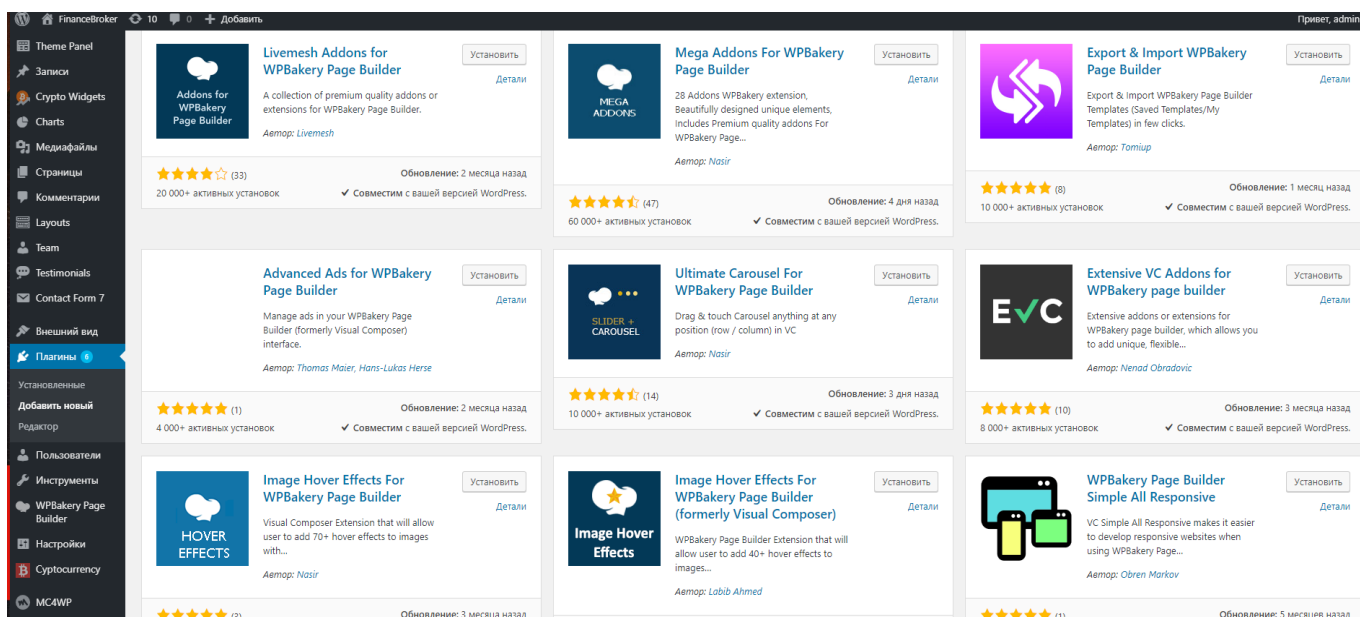 FinanceBroker 10 0 + Добавить Привет, admin
Theme Panel
Записи
Crypto Widgets
Charts
Медиафайлы
Страницы
Комментарии
Layouts
Team
Testimonials
Contact Form 7
Внешний вид
Плагины 6
Установленные
Добавить новый
Редактор
Пользователи
Инструменты
WPBakery Page
Builder
Настройки
Cyptocurrency
MC4WP
Addons for
WPBakery
Page Builder
Livemesh Addons for
WPBakery Page Builder
Установить
Детали
A collection of premium quality addons or
extensions for WPBakery Page Builder.
Автор: Livemesh
(33)
Обновление: 2 месяца назад
20 000+ активных установок
Совместим с вашей версией WordPress.
MEGA
ADDONS
Mega Addons For WPBakery
Page Builder
Установить
Детали
28 Addons WPBakery extension,
Beautifully designed unique elements,
Includes Premium quality addons For
WPBakery Page...
Автор: Nasir
(47)
Обновление: 4 дня назад
60 000+ активных установок
Совместим с вашей версией WordPress.
Export & Import WPBakery
Page Builder
Установить
Детали
Export & Import WPBakery Page Builder
Templates (Saved Templates/My
Templates) in few clicks.
Автор: Tomiup
(8)
Обновление: 1 месяц назад
10 000+ активных установок
Совместим с вашей версией WordPress.
Advanced Ads for WPBakery
Page Builder
Установить
Детали
Manage ads in your WPBakery Page
Builder (formerly Visual Composer)
interface.
Автор: Thomas Maier, Hans-Lukas Herse
(1)
Обновление: 2 месяца назад
4 000+ активных установок
Совместим с вашей версией WordPress.
SLIDER +
CAROUSEL
Ultimate Carousel For
WPBakery Page Builder
Установить
Детали
Drag & touch Carousel anything at any
position (row / column) in VC
Автор: Nasir
(14)
Обновление: 3 дня назад
10 000+ активных установок
Совместим с вашей версией WordPress.
EVC
Extensive VC Addons for
WPBakery page builder
Установить
Детали
Extensive addons or extensions for
WPBakery page builder, which allows you
to add unique, flexible...
Автор: Nenad Obradovic
(10)
Обновление: 3 месяца назад
8 000+ активных установок
Совместим с вашей версией WordPress.
HOVER
EFFECTS
Image Hover Effects For
WPBakery Page Builder
Установить
Детали
Visual Composer Extension that will allow
user to add 70+ hover effects to images
with...
Автор: Nasir
(3)
Обновление: 3 месяца назад
Image Hover
Effects
Image Hover Effects For
WPBakery Page Builder
(formerly Visual Composer)
Установить
Детали
WPBakery Page Builder Extension that will
allow user to add 40+ hover effects to
images...
Автор: Labib Ahmed
WPBakery Page Builder
Simple All Responsive
Установить
Детали
VC Simple All Responsive makes it easier
to develop responsive websites when
using WPBakery Page...
Автор: Obren Markov
(1)
Обновление: 5 месяцев назад